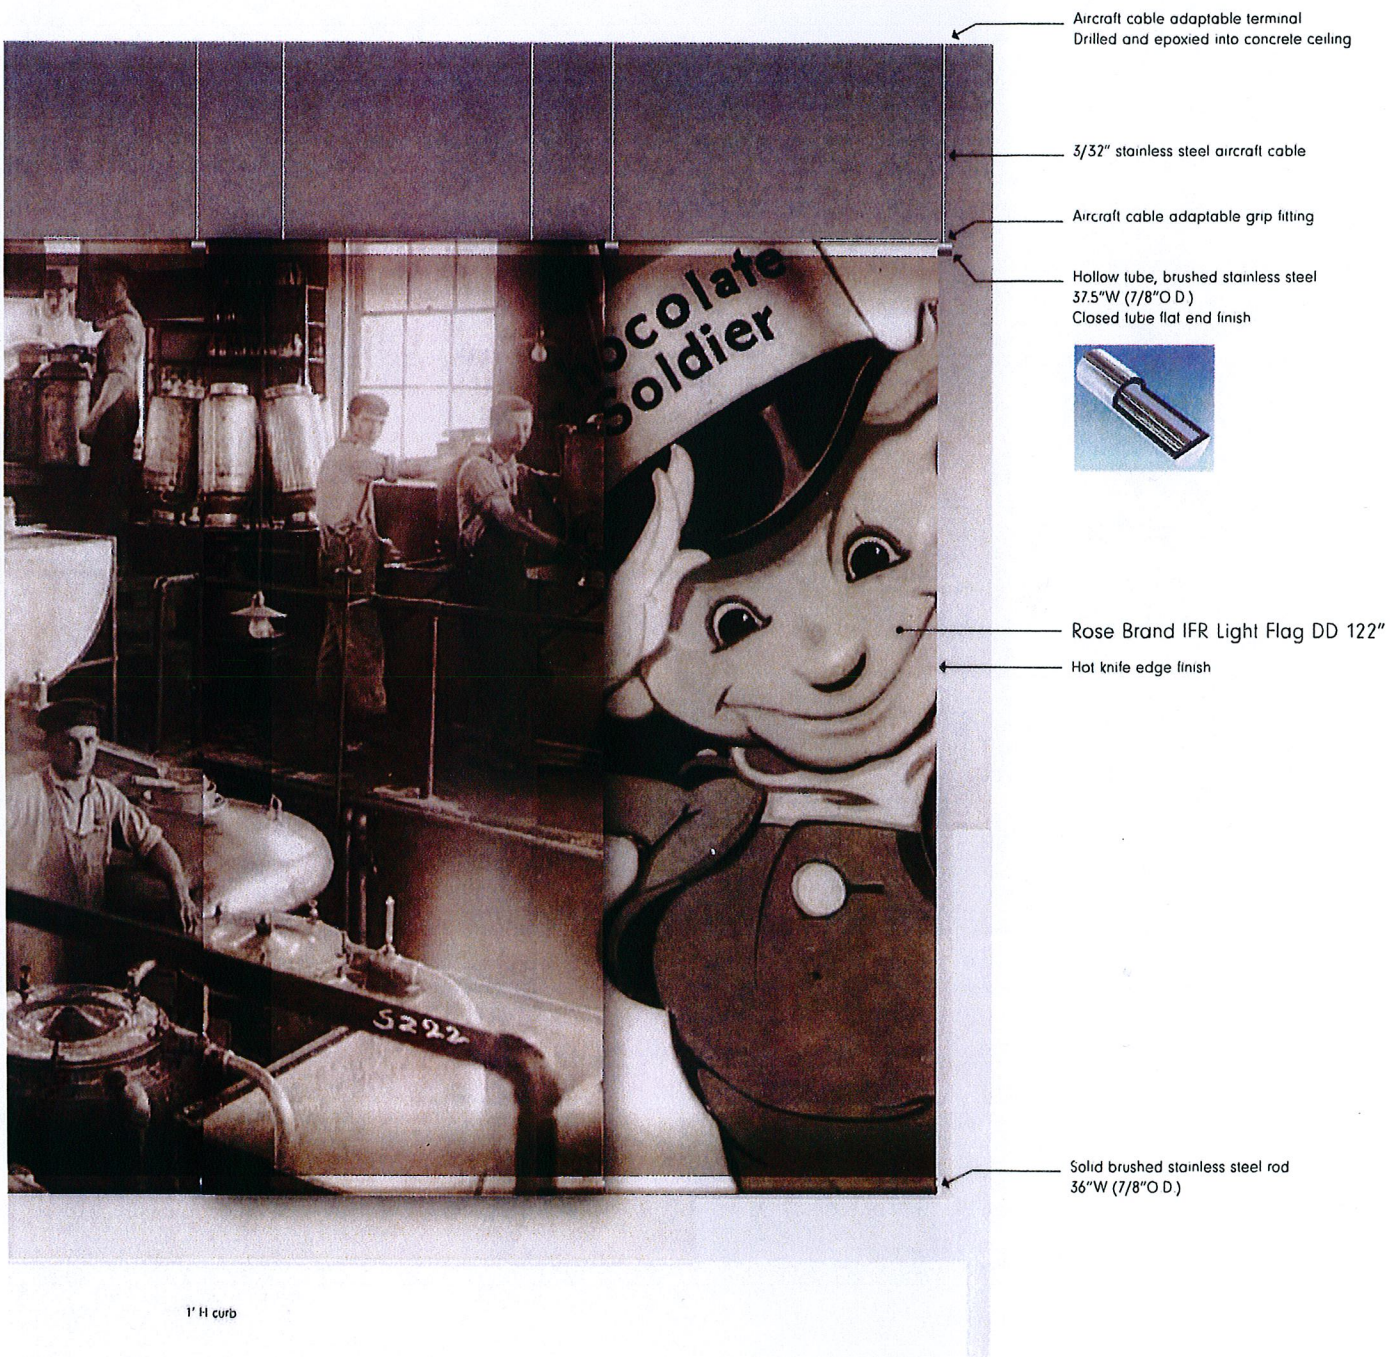 Aircraft cable adaptable terminal
Drilled and epoxied into concrete ceiling
3/32" stainless steel aircraft cable
Aircraft cable adaptable grip fitting
Hollow tube, brushed stainless steel
37.5"W (7/8"O D )
Closed tube flat end finish
ocolate
Soldier
Rose Brand IFR Light Flag DD 122"
Hot knife edge finish
S222
Solid brushed stainless steel rod
36"W (7/8"O D.)
1' H curb